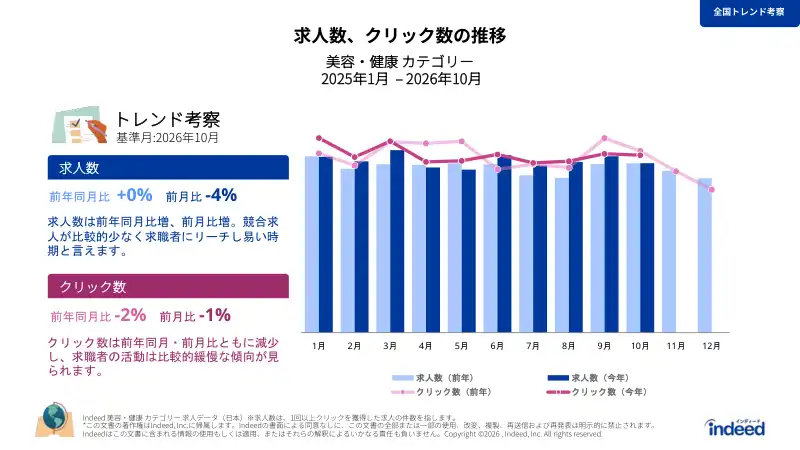 全国トレンド考察
求人数、クリック数の推移
美容・健康 カテゴリー
2025年1月 – 2026年10月
トレンド考察
基準月:2026年10月
求人数
前年同月比 +0% 前月比 -4%
求人数は前年同月比増、前月比増。競合求
人が比較的少なく求職者にリーチし易い時
期と言えます。
クリック数
前年同月比 -2% 前月比 -1%
クリック数は前年同月・前月比ともに減少
し、求職者の活動は比較的緩慢な傾向が見
られます。
1月 2月 3月 4月 5月 6月 7月 8月 9月 10月 11月 12月
求人数（前年） 求人数（今年）
クリック数（前年） クリック数（今年）
Indeed 美容・健康 カテゴリー 求人データ（日本）※求人数は、1回以上クリックを獲得した求人の件数を指します。
*この文書の著作権はIndeed, Inc.に帰属します。Indeedの書面による同意なしに、この文書の全部または一部の使用、改変、複製、再送信および再発表は明示的に禁止されます。
Indeedはこの文書に含まれる情報の使用もしくは適用、またはそれらの解釈によるいかなる責任も負いません。Copyright ©2026 , Indeed, Inc. All rights reserved.
インディード
indeed